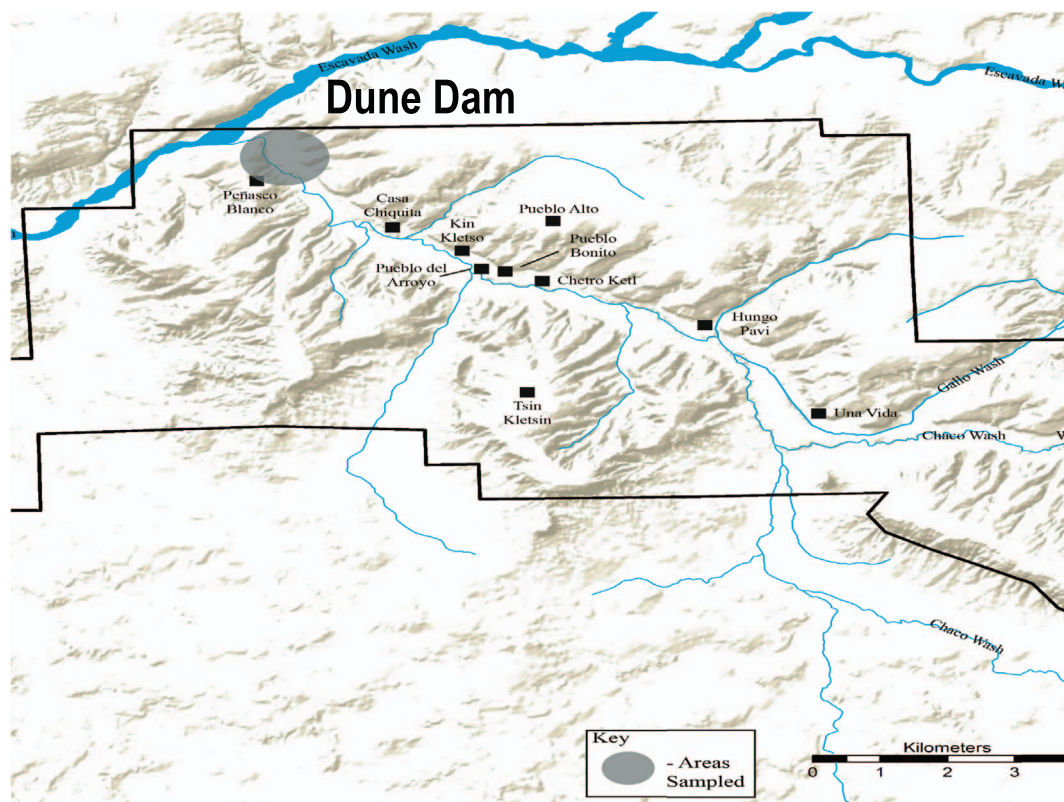 Escavada Wash
Escavada W
Dune Dam
Peñasco
Blanco
Casa
Chiquita
Kin
Kletso
Pueblo Alto
Pueblo
Bonito
Pueblo del
Arroyo
Chetro Ketl
Hungo
Pavi
Tsin
Kletsin
Una Vida
Gallo Wash
Chaco Wash
W
Chaco Wash
Key
- Areas
Sampled
Kilometers
0 1 2 3